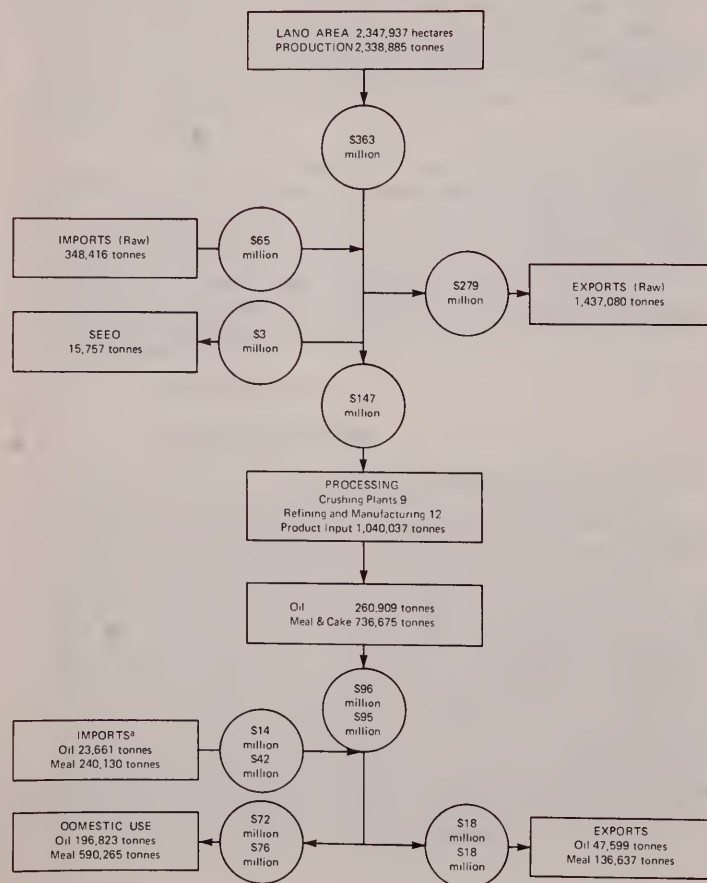 LANO AREA 2,347,937 hectares
PRODUCTION 2,338,885 tonnes
$363
million
IMPORTS (Raw)
348,416 tonnes
$65
million
$279
million
EXPORTS (Raw)
1,437,080 tonnes
SEEO
15,757 tonnes
$3
million
$147
million
PROCESSING
Crushing Plants 9
Refining and Manufacturing 12
Product Input 1,040,037 tonnes
Oil 260,909 tonnes
Meal & Cake 736,675 tonnes
$96
million
$95
million
IMPORTSª
Oil 23,661 tonnes
Meal 240,130 tonnes
$14
million
$42
million
OOMESTIC USE
Oil 196,823 tonnes
Meal 590,265 tonnes
$72
million
$76
million
$18
million
$18
million
EXPORTS
Oil 47,599 tonnes
Meal 136,637 tonnes